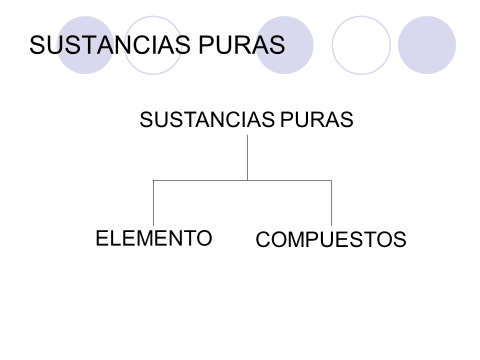 SUSTANCIAS PURAS
SUSTANCIAS PURAS
ELEMENTO
COMPUESTOS